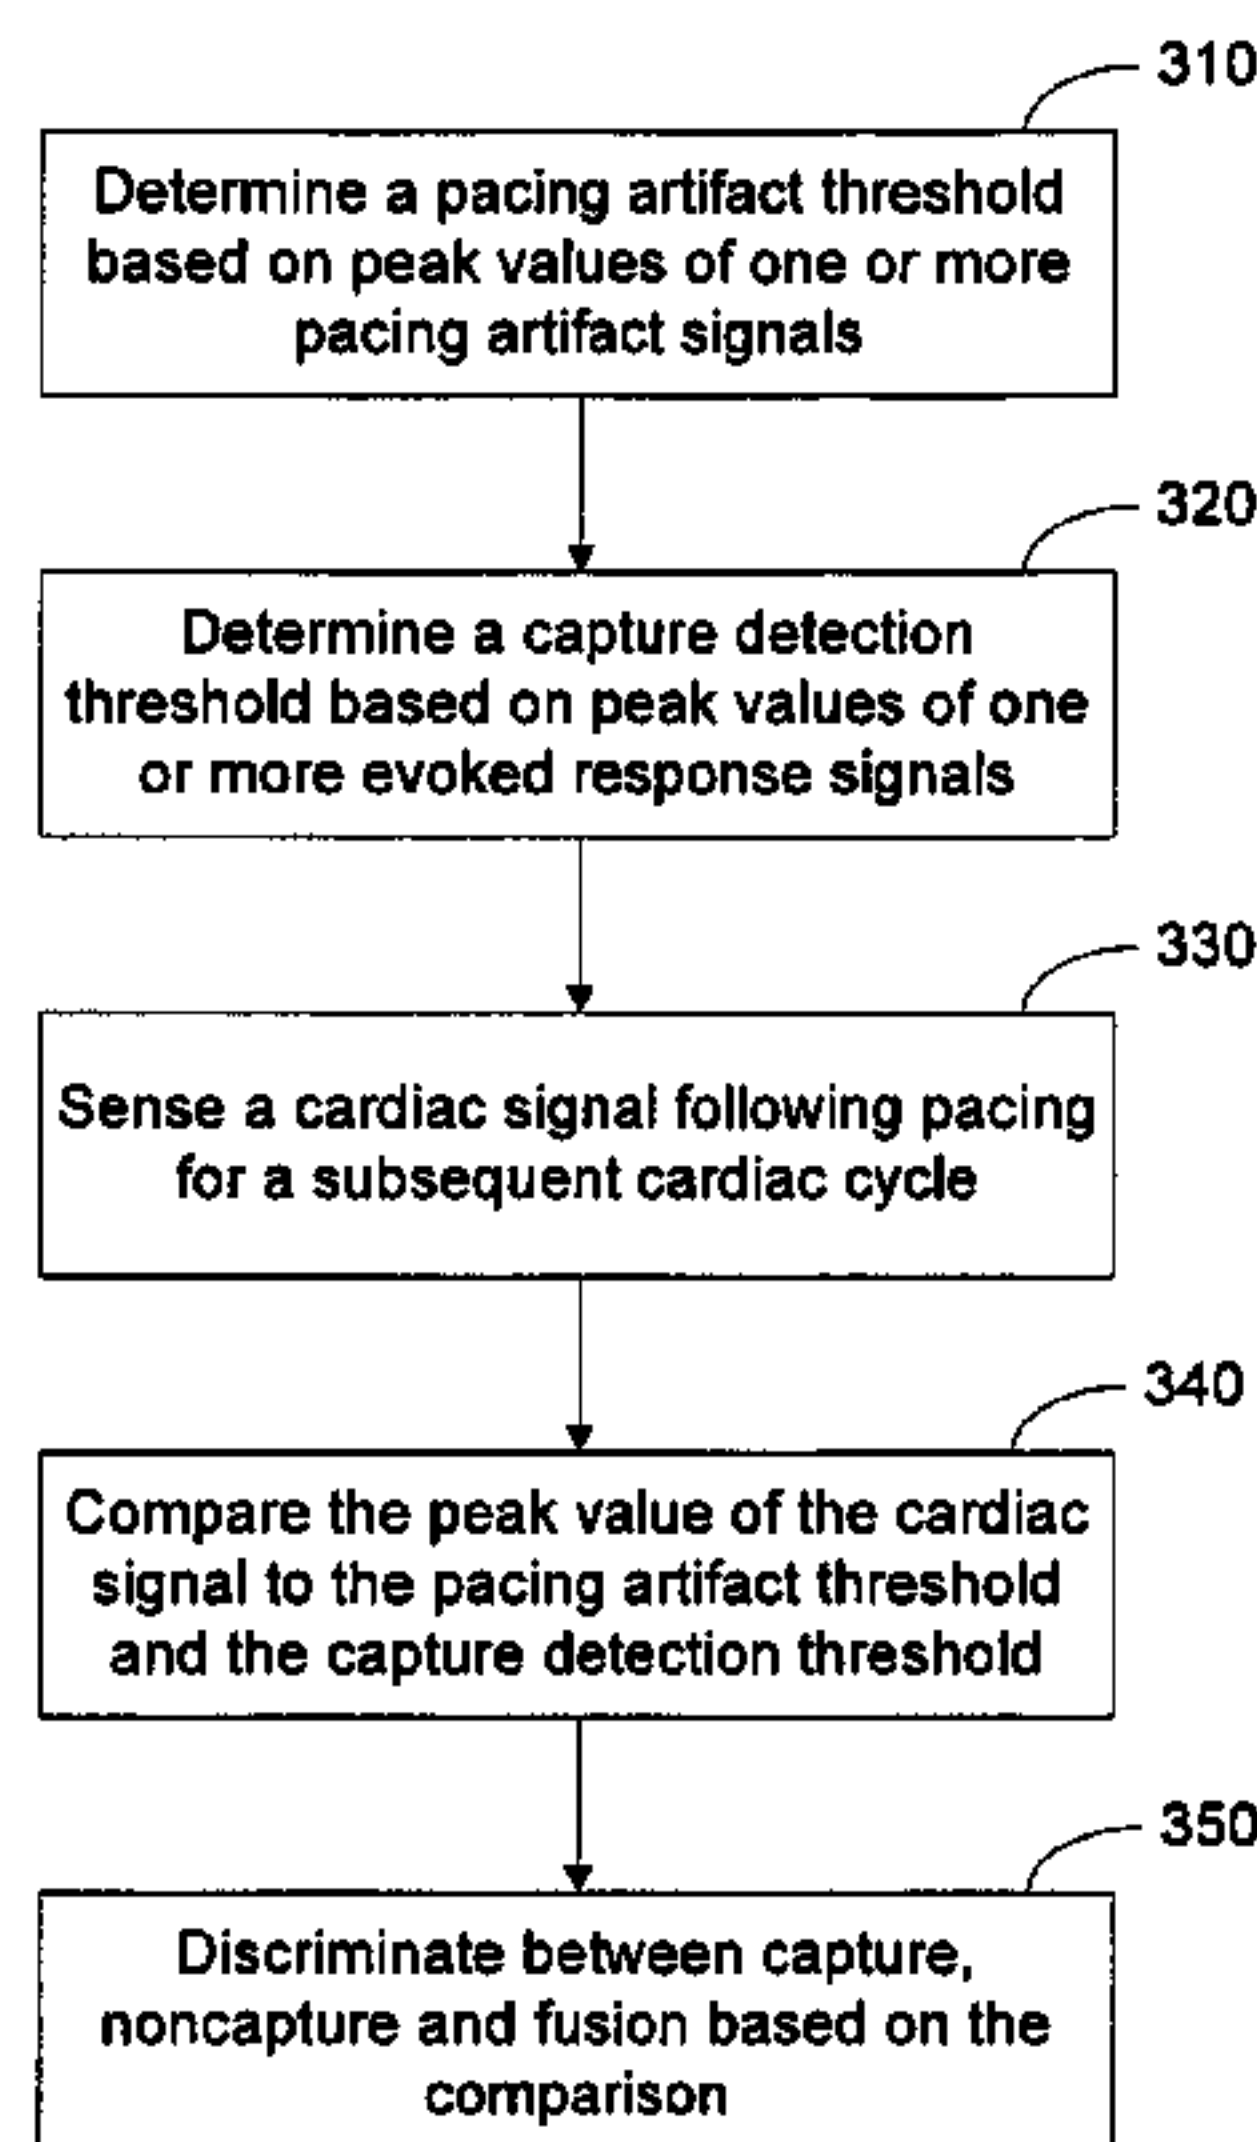 310
Determine a pacing artifact threshold
based on peak values of one or more
pacing artifact signals
320
Determine a capture detection
threshold based on peak values of one
or more evoked response signals
330
Sense a cardiac signal following pacing
for a subsequent cardiac cycle
340
Compare the peak value of the cardiac
signal to the pacing artifact threshold
and the capture detection threshold
350
Discriminate between capture,
noncapture and fusion based on the
comparison